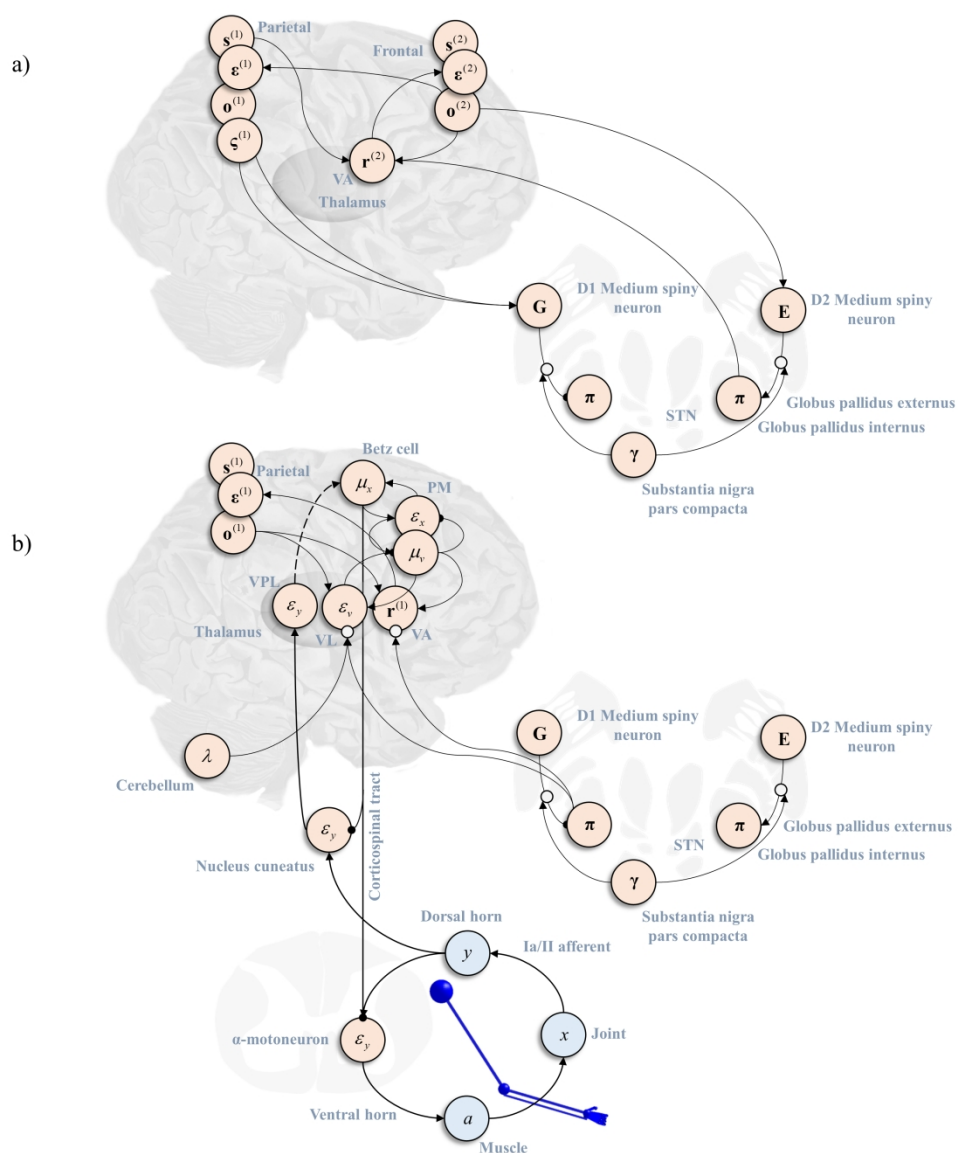 a)
s(1)
Parietal
ε(1)
o(1)
ς(1)
Frontal
s(2)
ε(2)
o(2)
r(2)
VA
Thalamus
G
D1 Medium spiny
neuron
E
D2 Medium spiny
neuron
π
STN
π
Globus pallidus externus
Globus pallidus internus
γ
Substantia nigra
pars compacta
b)
s(1)
Parietal
ε(1)
o(1)
Betz cell
μx
PM
εx
μv
VPL
εy
εv
r(1)
Thalamus
VL
VA
λ
Cerebellum
εy
Nucleus cuneatus
Corticospinal tract
G
D1 Medium spiny
neuron
E
D2 Medium spiny
neuron
π
STN
π
Globus pallidus externus
Globus pallidus internus
γ
Substantia nigra
pars compacta
Dorsal horn
y
Ia/II afferent
α-motoneuron
εy
x
Joint
Ventral horn
a
Muscle